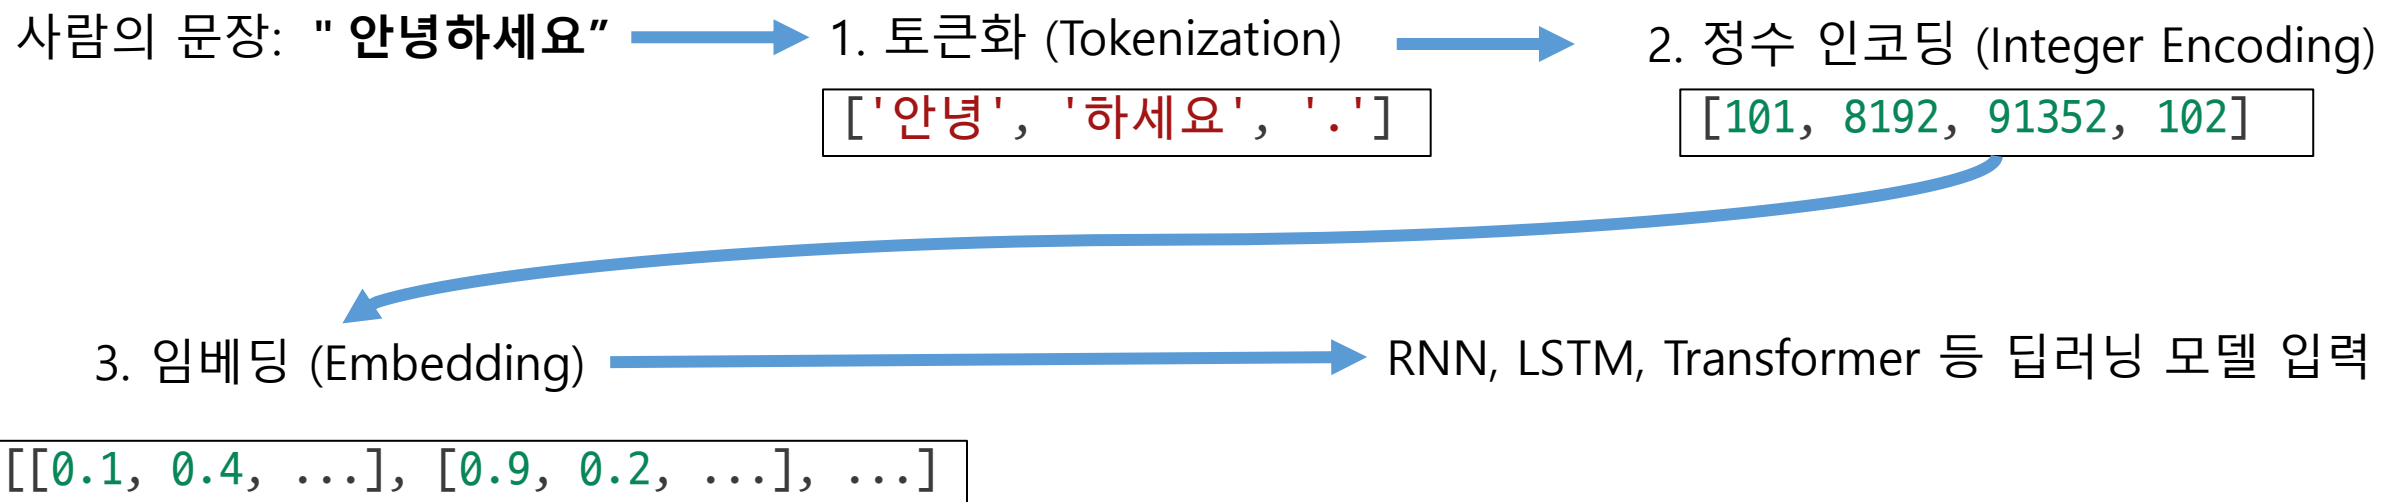 사람의 문장: " 안녕하세요”
1. 토큰화 (Tokenization)
['안녕', '하세요', '.']
2. 정수 인코딩 (Integer Encoding)
[101, 8192, 91352, 102]
3. 임베딩 (Embedding)
[[0.1, 0.4, ...], [0.9, 0.2, ...], ...]
RNN, LSTM, Transformer 등 딥러닝 모델 입력